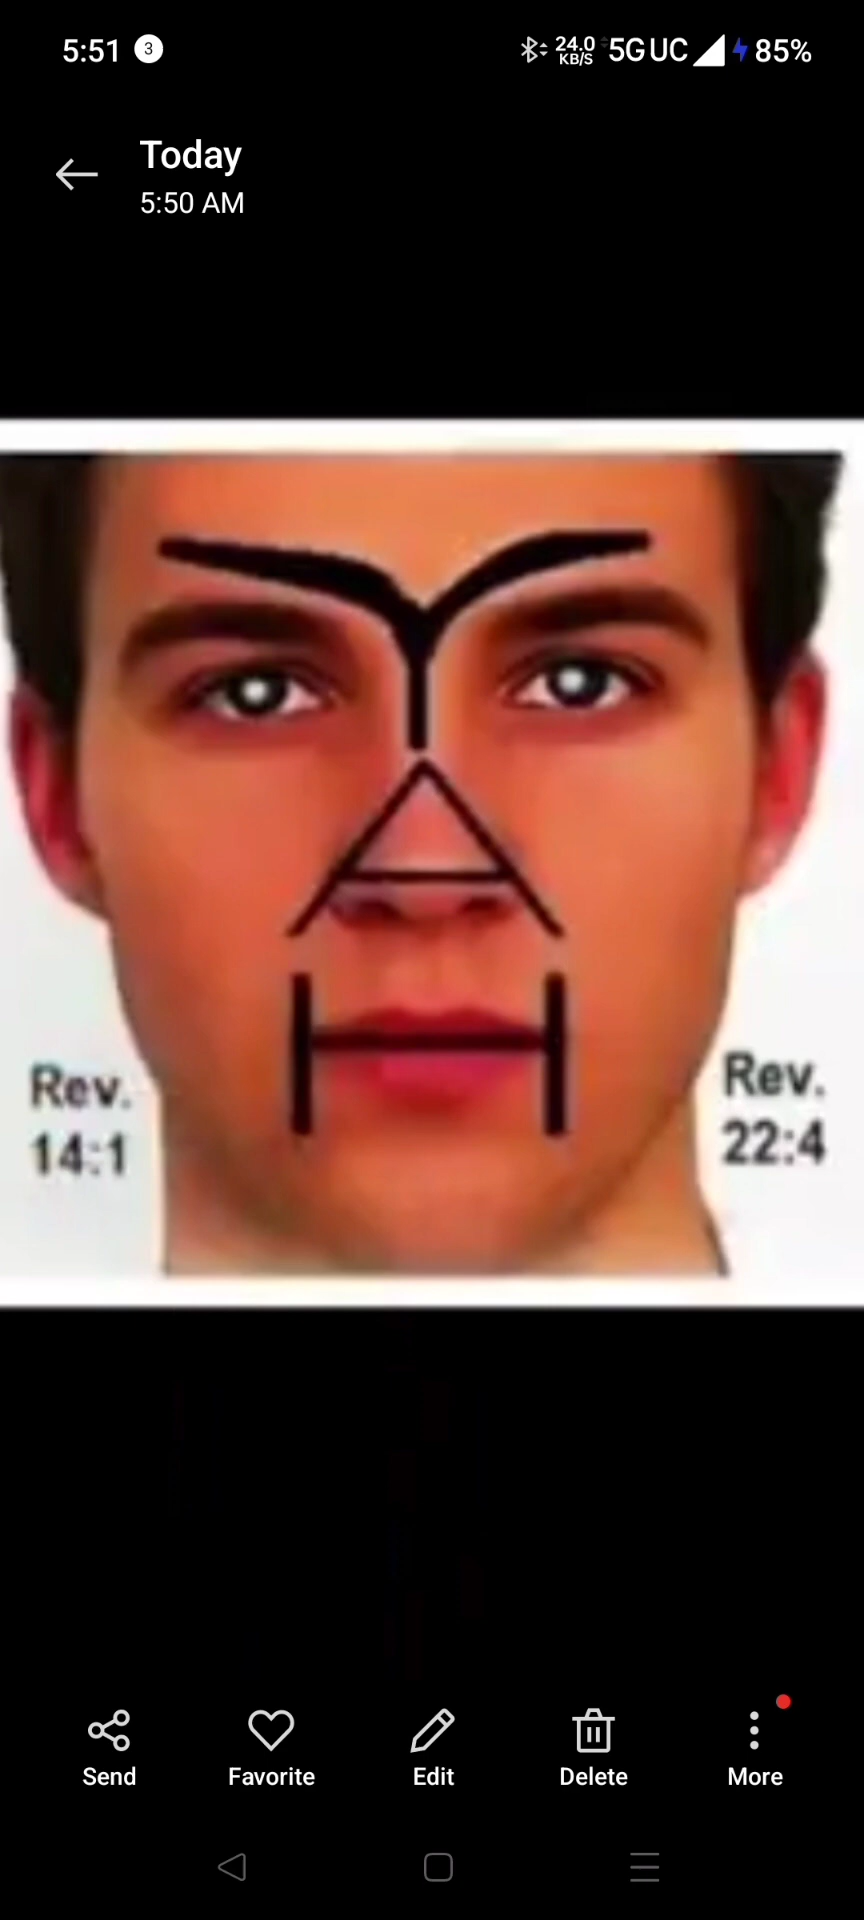 5:51 3 24.0 KB/S 5G UC 85%
Today
5:50 AM
Y
A
H
Rev.
14:1
Rev.
22:4
Send Favorite Edit Delete More